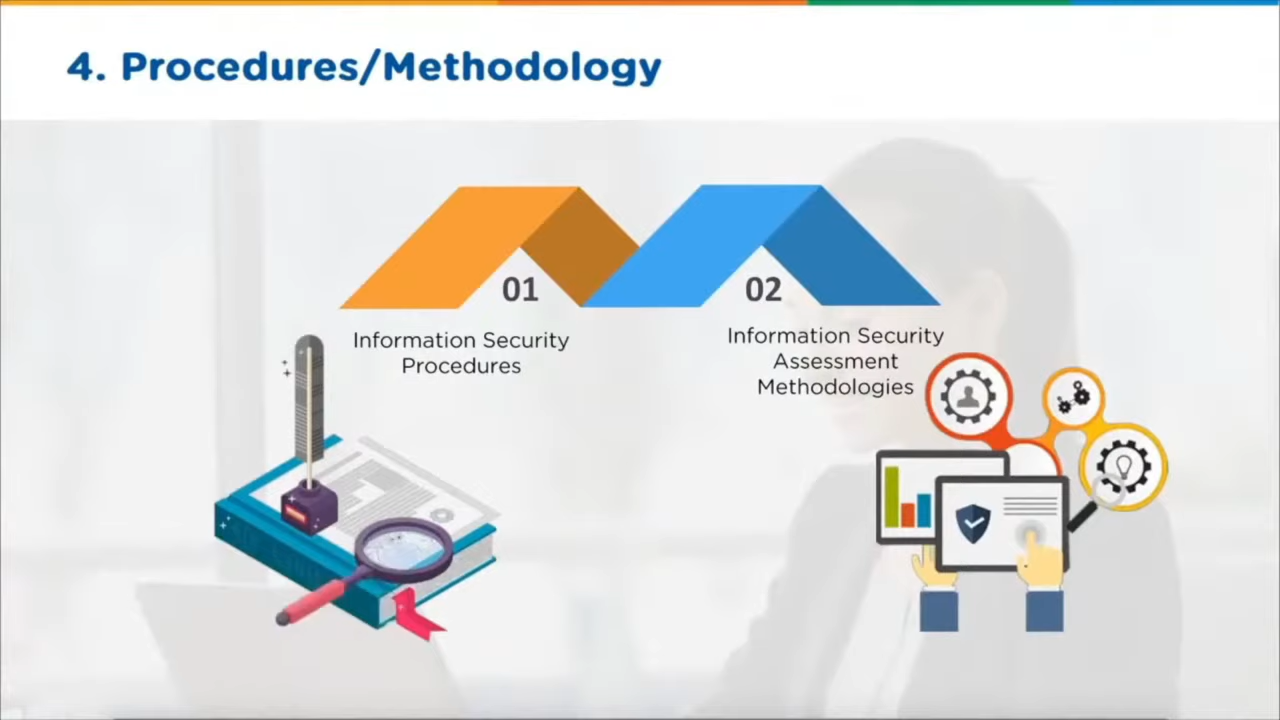 4. Procedures/Methodology
01
Information Security
Procedures
02
Information Security
Assessment
Methodologies